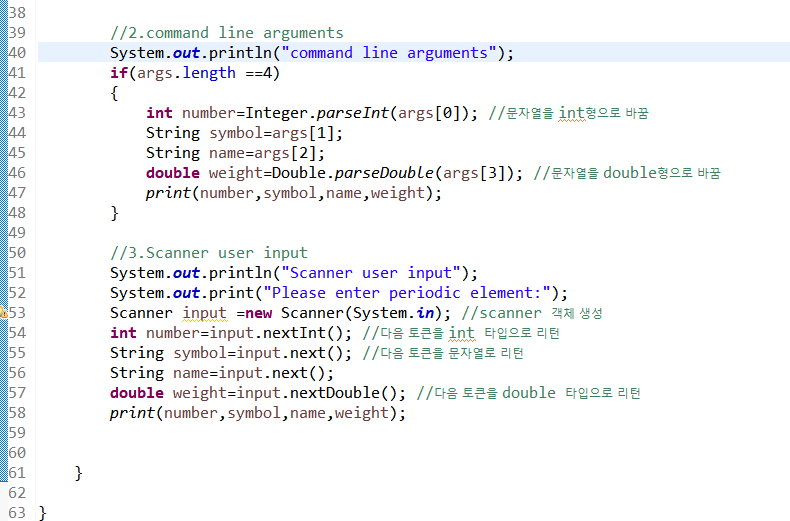 38
39 //2.command line arguments
40 System.out.println("command line arguments");
41 if(args.length ==4)
42 {
43 int number=Integer.parseInt(args[0]); //문자열을 int형으로 바꿈
44 String symbol=args[1];
45 String name=args[2];
46 double weight=Double.parseDouble(args[3]); //문자열을 double형으로 바꿈
47 print(number,symbol,name,weight);
48 }
49
50 //3.Scanner user input
51 System.out.println("Scanner user input");
52 System.out.print("Please enter periodic element:");
53 Scanner input =new Scanner(System.in); //scanner 객체 생성
54 int number=input.nextInt(); //다음 토큰을 int 타입으로 리턴
55 String symbol=input.next(); //다음 토큰을 문자열로 리턴
56 String name=input.next();
57 double weight=input.nextDouble(); //다음 토큰을 double 타입으로 리턴
58 print(number,symbol,name,weight);
59
60
61 }
62
63 }